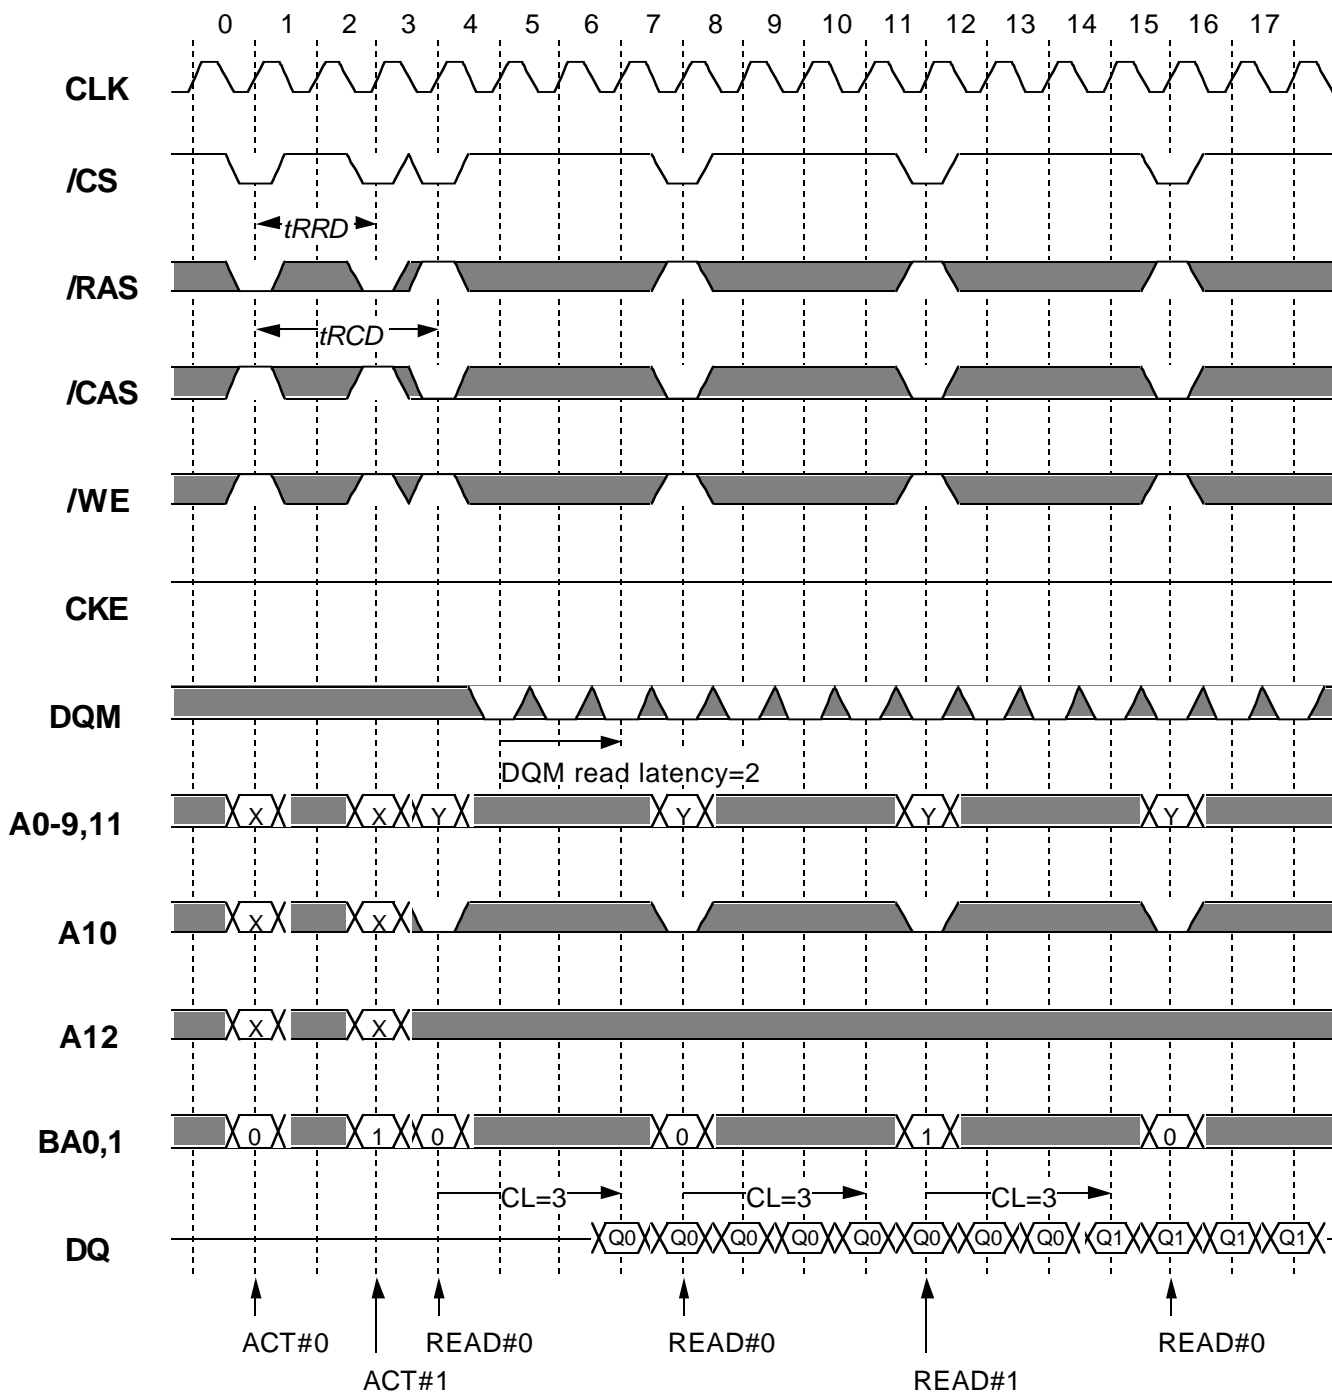 0 1 2 3 4 5 6 7 8 9 10 11 12 13 14 15 16 17
CLK
/CS
tRRD
/RAS
tRCD
/CAS
/WE
CKE
DQM
DQM read latency=2
A0-9,11 X X Y Y Y Y
A10 X X
A12 X X
BA0,1 0 1 0 0 1 0
CL=3 CL=3 CL=3
DQ Q0 Q0 Q0 Q0 Q0 Q0 Q0 Q0 Q1 Q1 Q1 Q1
ACT#0 READ#0 READ#0 READ#0
ACT#1 READ#1